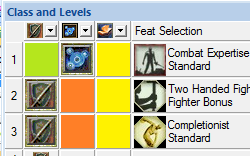 Class and Levels
Feat Selection
1
Combat Expertise
Standard
2
Two Handed Figh
Fighter Bonus
3
Completionist
Standard